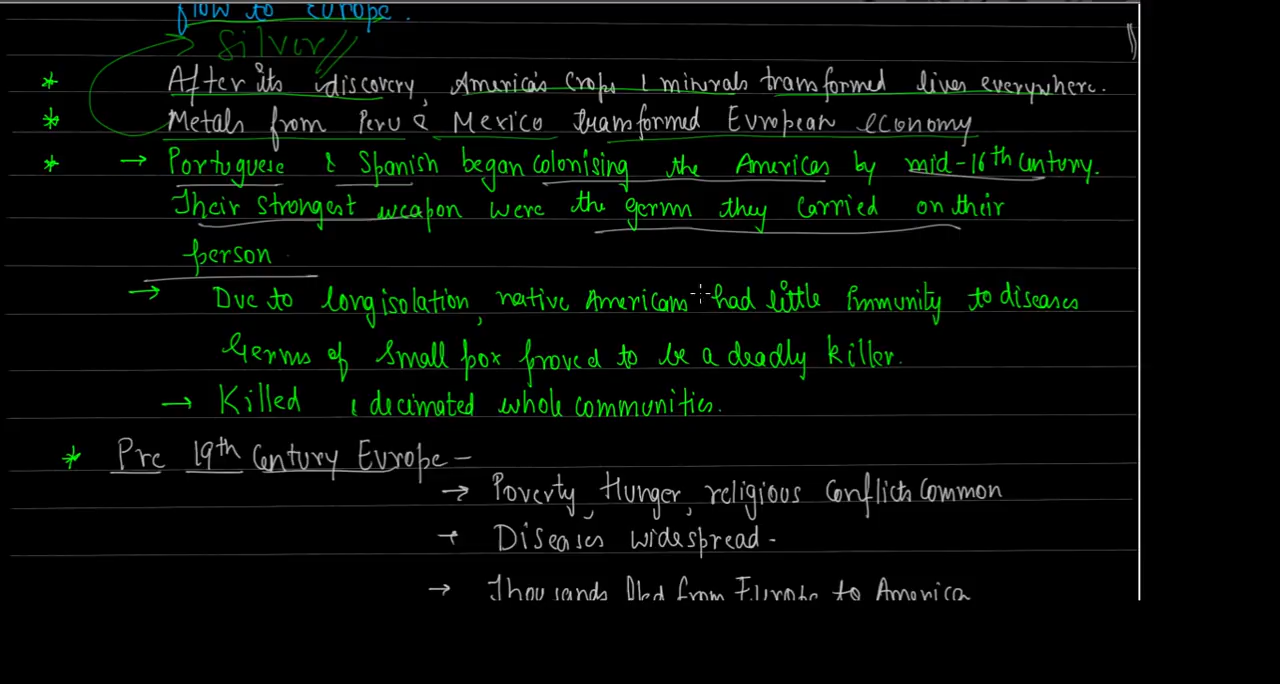 flow to Europe.
Silver
* After its discovery, America's Crops & minerals transformed lives everywhere.
* Metals from Peru & Mexico transformed European economy
* → Portuguese & Spanish began colonising the Americas by mid-16th Century.
Their strongest weapon were the germ they carried on their
person.
→ Due to long isolation, native Americans had little immunity to diseases
Germs of small pox proved to be a deadly killer.
→ Killed & decimated whole communities.
* Pre 19th Century Europe -
→ Poverty, Hunger, religious Conflicts Common
→ Diseases widespread -
→ Thousands fled from Europe to America